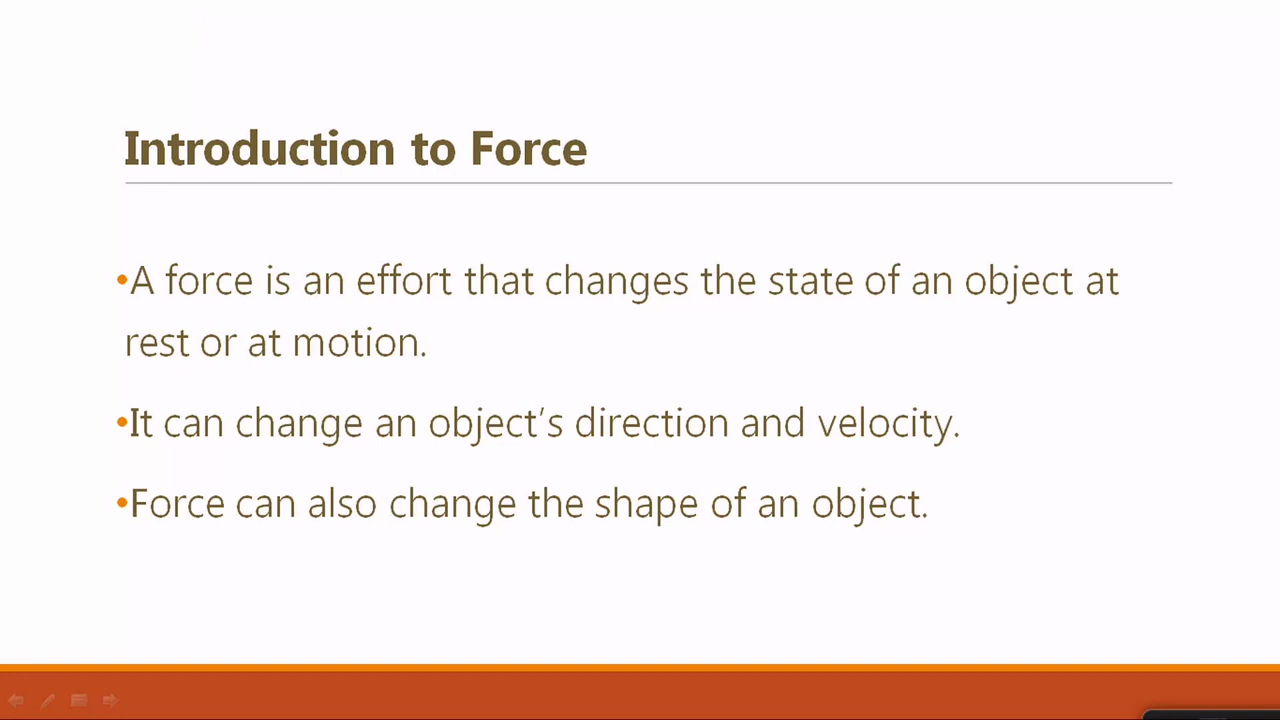 Introduction to Force
•A force is an effort that changes the state of an object at
rest or at motion.
•It can change an object’s direction and velocity.
•Force can also change the shape of an object.